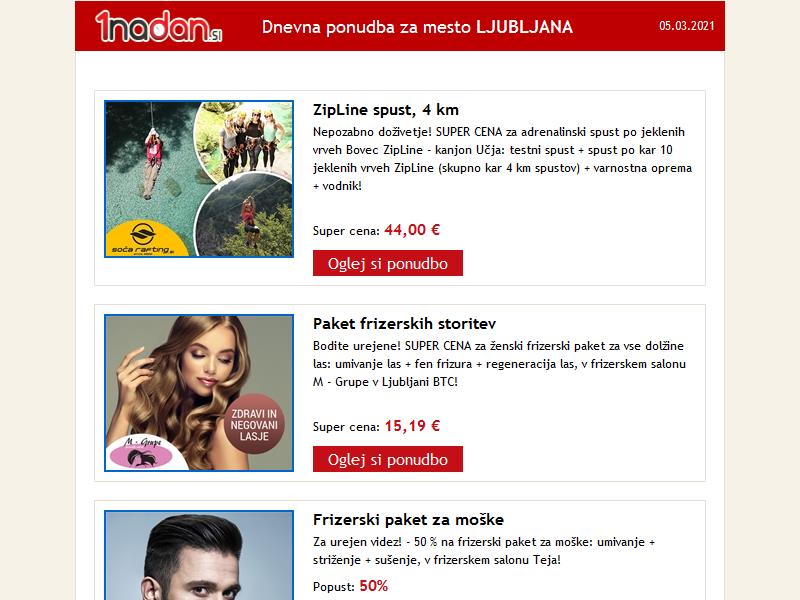 1nadan.si
Dnevna ponudba za mesto LJUBLJANA
05.03.2021
ZipLine spust, 4 km
Nepozabno doživetje! SUPER CENA za adrenalinski spust po jeklenih
vrveh Bovec ZipLine - kanjon Učja: testni spust + spust po kar 10
jeklenih vrveh ZipLine (skupno kar 4 km spustov) + varnostna oprema
+ vodnik!
Super cena: 44,00 €
Oglej si ponudbo
soča rafting.si
Paket frizerskih storitev
Bodite urejene! SUPER CENA za ženski frizerski paket za vse dolžine
las: umivanje las + fen frizura + regeneracija las, v frizerskem salonu
M - Grupe v Ljubljani BTC!
Super cena: 15,19 €
Oglej si ponudbo
ZDRAVI IN
NEGOVANI
LASJE
M - Grupe
Frizerski paket za moške
Za urejen videz! - 50 % na frizerski paket za moške: umivanje +
striženje + sušenje, v frizerskem salonu Teja!
Popust: 50%